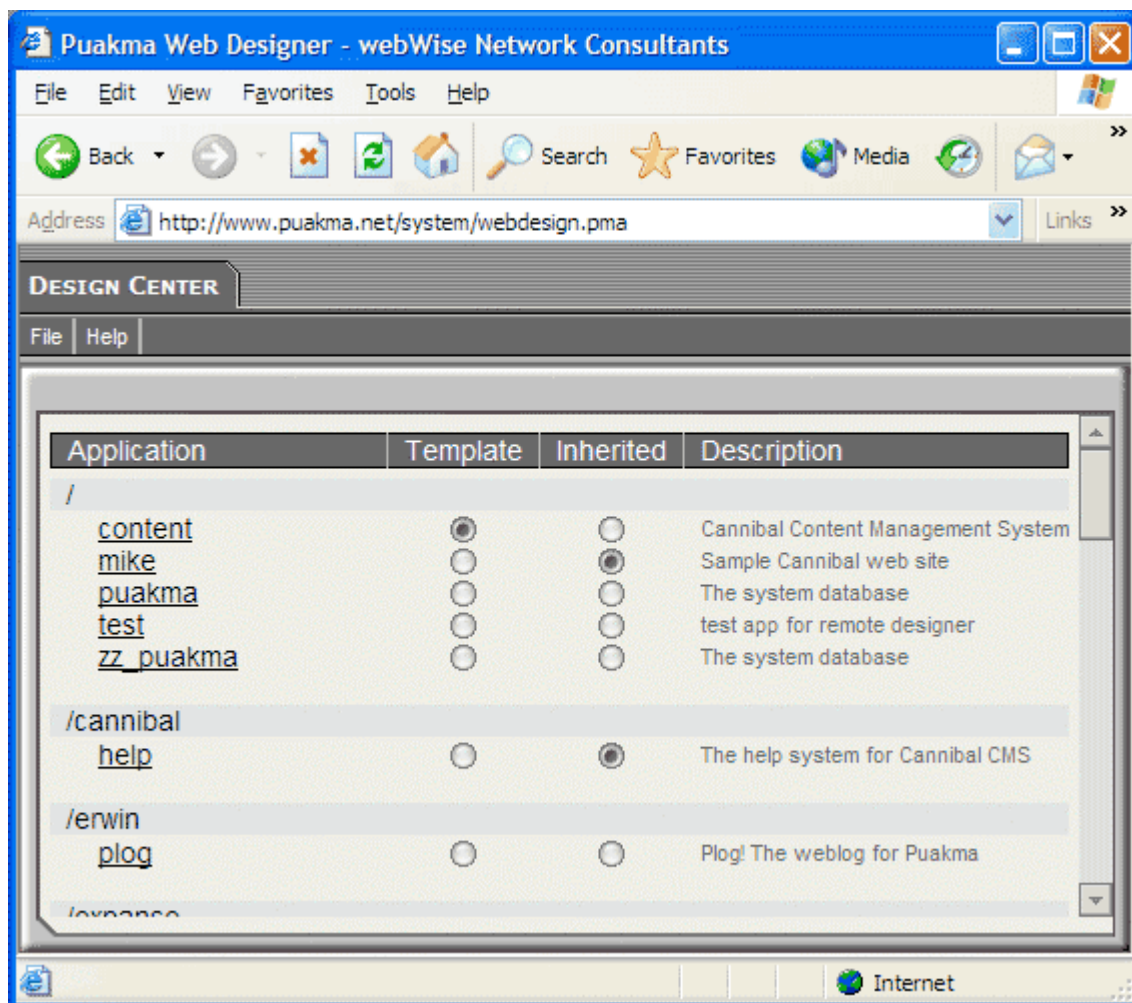 Puakma Web Designer - webWise Network Consultants
File Edit View Favorites Tools Help
Back Search Favorites Media »
Address http://www.puakma.net/system/webdesign.pma Links »
DESIGN CENTER
File Help
Application Template Inherited Description
/
content Cannibal Content Management System
mike Sample Cannibal web site
puakma The system database
test test app for remote designer
zz_puakma The system database
/cannibal
help The help system for Cannibal CMS
/erwin
plog Plog! The weblog for Puakma
/expanse
Internet